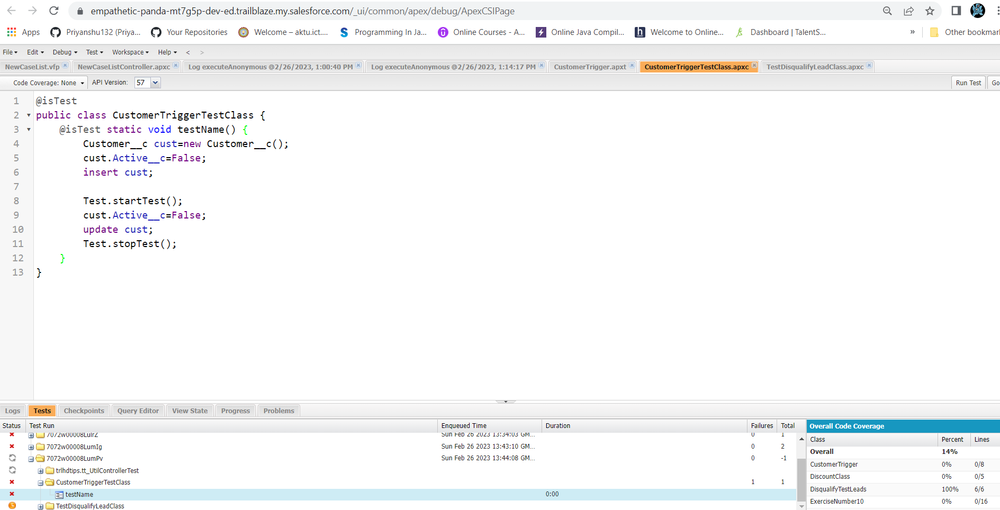 empathetic-panda-mt7g5p-dev-ed.trailblaze.my.salesforce.com/_ui/common/apex/debug/ApexCSIPage
Apps Priyanshu132 (Priya... Your Repositories Welcome – aktu.ict.... S Programming In Ja... Online Courses - A... Online Java Compil... h Welcome to Online... Dashboard | TalentS... » Other bookmar
File Edit Debug Test Workspace Help < >
NewCaseList.vfp NewCaseListController.apxc Log executeAnonymous @2/26/2023, 1:00:40 PM Log executeAnonymous @2/26/2023, 1:14:17 PM CustomerTrigger.apxt CustomerTriggerTestClass.apxc TestDisqualifyLeadClass.apxc
Code Coverage: None API Version: 57 Run Test Go
1 @isTest
2 public class CustomerTriggerTestClass {
3 @isTest static void testName() {
4 Customer__c cust=new Customer__c();
5 cust.Active__c=False;
6 insert cust;
7
8 Test.startTest();
9 cust.Active__c=False;
10 update cust;
11 Test.stopTest();
12 }
13 }
Logs Tests Checkpoints Query Editor View State Progress Problems
Status Test Run Enqueued Time Duration Failures Total Overall Code Coverage
7072w00008LulrZ Sun Feb 26 2023 13:34:03 GM... 0 1
Class Percent Lines
7072w00008LumIg Sun Feb 26 2023 13:43:10 GM... 0 2
Overall 14%
7072w00008LumPv Sun Feb 26 2023 13:44:08 GM... 0 -1
CustomerTrigger 0% 0/8
trlhdtips.tt_UtilControllerTest
DiscountClass 0% 0/5
CustomerTriggerTestClass 1 1
DisqualifyTestLeads 100% 6/6
testName 0:00
ExerciseNumber10 0% 0/16
TestDisqualifyLeadClass